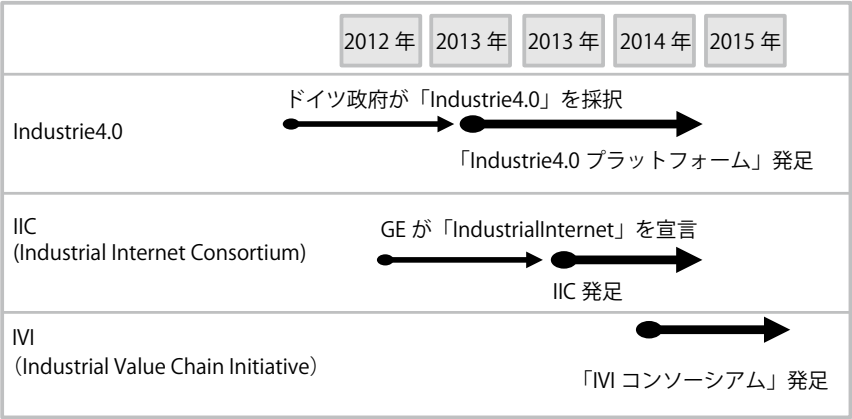 2012 年 2013 年 2013 年 2014 年 2015 年
ドイツ政府が「Industrie4.0」を採択
Industrie4.0
「Industrie4.0 プラットフォーム」発足
IIC
(Industrial Internet Consortium)
GE が「IndustrialInternet」を宣言
IIC 発足
IVI
（Industrial Value Chain Initiative）
「IVI コンソーシアム」発足